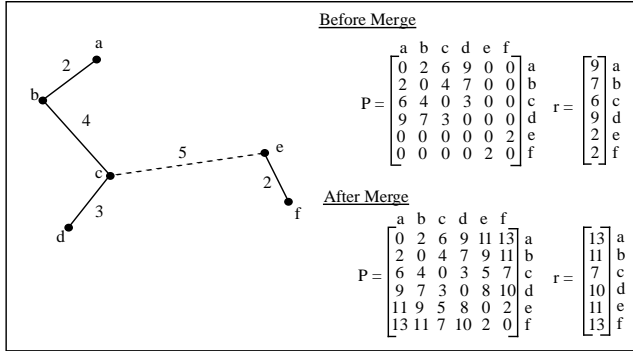 a
2
b
4
c
5
e
3
2
d
f
Before Merge
a b c d e f
0 2 6 9 0 0 a
2 0 4 7 0 0 b
P = 6 4 0 3 0 0 c
9 7 3 0 0 0 d
0 0 0 0 0 2 e
0 0 0 0 2 0 f
9 a
7 b
r = 6 c
9 d
2 e
2 f
After Merge
a b c d e f
0 2 6 9 11 13 a
2 0 4 7 9 11 b
P = 6 4 0 3 5 7 c
9 7 3 0 8 10 d
11 9 5 8 0 2 e
13 11 7 10 2 0 f
13 a
11 b
r = 7 c
10 d
11 e
13 f